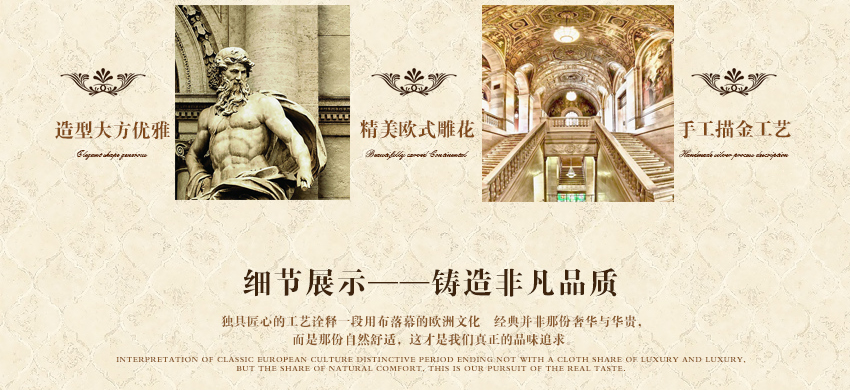 造型大方优雅
Elegant shape generous
精美欧式雕花
Beautifully carved Continental
手工描金工艺
Handmade silver process description
细节展示——铸造非凡品质
独具匠心的工艺诠释一段用布落幕的欧洲文化 经典并非那份奢华与华贵，
而是那份自然舒适，这才是我们真正的品味追求。
INTERPRETATION OF CLASSIC EUROPEAN CULTURE DISTINCTIVE PERIOD ENDING NOT WITH A CLOTH SHARE OF LUXURY AND LUXURY,
BUT THE SHARE OF NATURAL COMFORT, THIS IS OUR PURSUIT OF THE REAL TASTE.